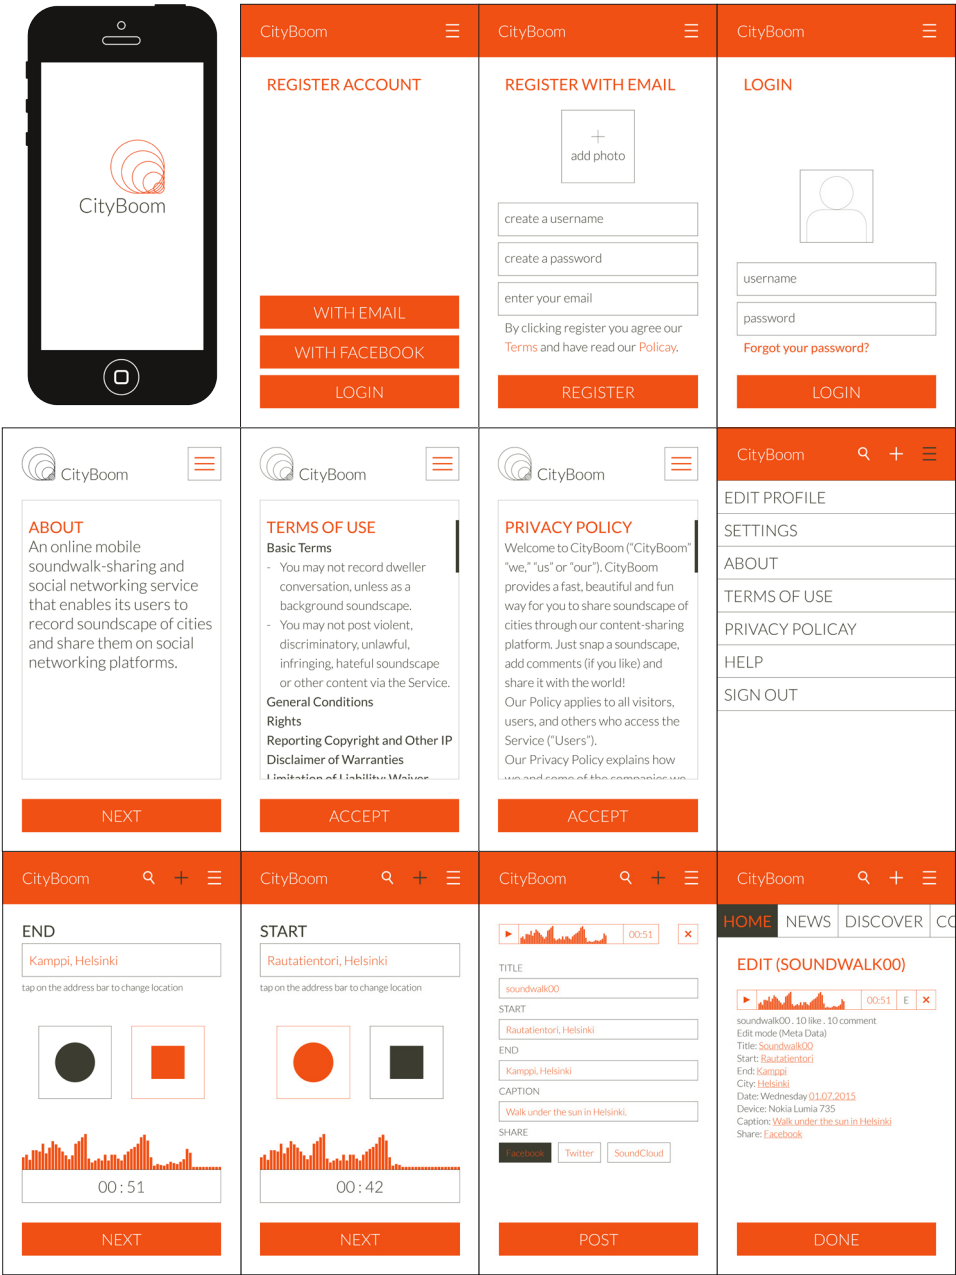 CityBoom
CityBoom
REGISTER ACCOUNT
WITH EMAIL
WITH FACEBOOK
LOGIN
CityBoom
REGISTER WITH EMAIL
add photo
create a username
create a password
enter your email
By clicking register you agree our
Terms and have read our Policay.
REGISTER
CityBoom
LOGIN
username
password
Forgot your password?
LOGIN
CityBoom
ABOUT
An online mobile
soundwalk-sharing and
social networking service
that enables its users to
record soundscape of cities
and share them on social
networking platforms.
NEXT
CityBoom
TERMS OF USE
Basic Terms
- You may not record dweller
conversation, unless as a
background soundscape.
- You may not post violent,
discriminatory, unlawful,
infringing, hateful soundscape
or other content via the Service.
General Conditions
Rights
Reporting Copyright and Other IP
Disclaimer of Warranties
Limitation of Liability; Waiver
ACCEPT
CityBoom
PRIVACY POLICY
Welcome to CityBoom ("CityBoom"
"we," "us" or "our"). CityBoom
provides a fast, beautiful and fun
way for you to share soundscape of
cities through our content-sharing
platform. Just snap a soundscape,
add comments (if you like) and
share it with the world!
Our Policy applies to all visitors,
users, and others who access the
Service ("Users").
Our Privacy Policy explains how
we and some of the companies we
ACCEPT
CityBoom
EDIT PROFILE
SETTINGS
ABOUT
TERMS OF USE
PRIVACY POLICAY
HELP
SIGN OUT
CityBoom
END
Kamppi, Helsinki
tap on the address bar to change location
00 : 51
NEXT
CityBoom
START
Rautatientori, Helsinki
tap on the address bar to change location
00 : 42
NEXT
CityBoom
00:51
TITLE
soundwalk00
START
Rautatientori, Helsinki
END
Kamppi, Helsinki
CAPTION
Walk under the sun in Helsinki.
SHARE
Facebook Twitter SoundCloud
POST
CityBoom
HOME NEWS DISCOVER CO
EDIT (SOUNDWALK00)
00:51 E
soundwalk00 . 10 like . 10 comment
Edit mode (Meta Data)
Title: Soundwalk00
Start: Rautatientori
End: Kamppi
City: Helsinki
Date: Wednesday 01.07.2015
Device: Nokia Lumia 735
Caption: Walk under the sun in Helsinki
Share: Facebook
DONE